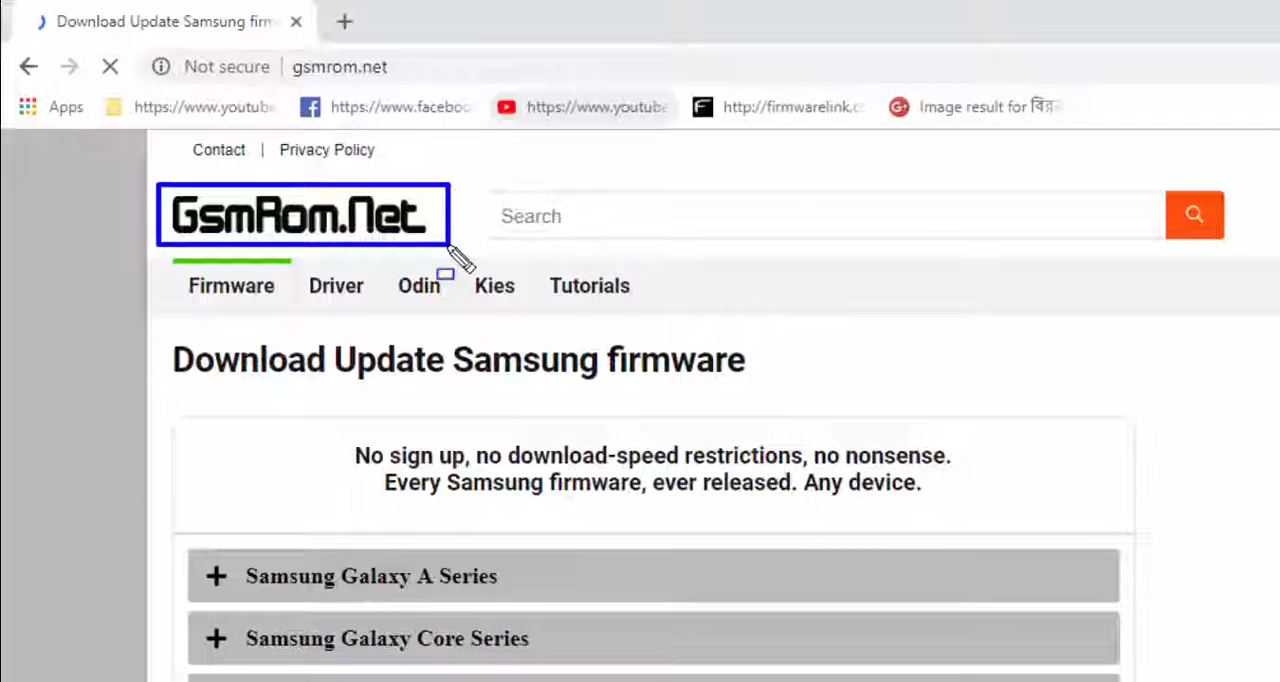 Download Update Samsung firm
Not secure | gsmrom.net
Apps https://www.youtube https://www.faceboo https://www.youtube http://firmwarelink.c Image result for
Contact | Privacy Policy
GsmRom.Net
Search
Firmware Driver Odin Kies Tutorials
Download Update Samsung firmware
No sign up, no download-speed restrictions, no nonsense.
Every Samsung firmware, ever released. Any device.
+ Samsung Galaxy A Series
+ Samsung Galaxy Core Series